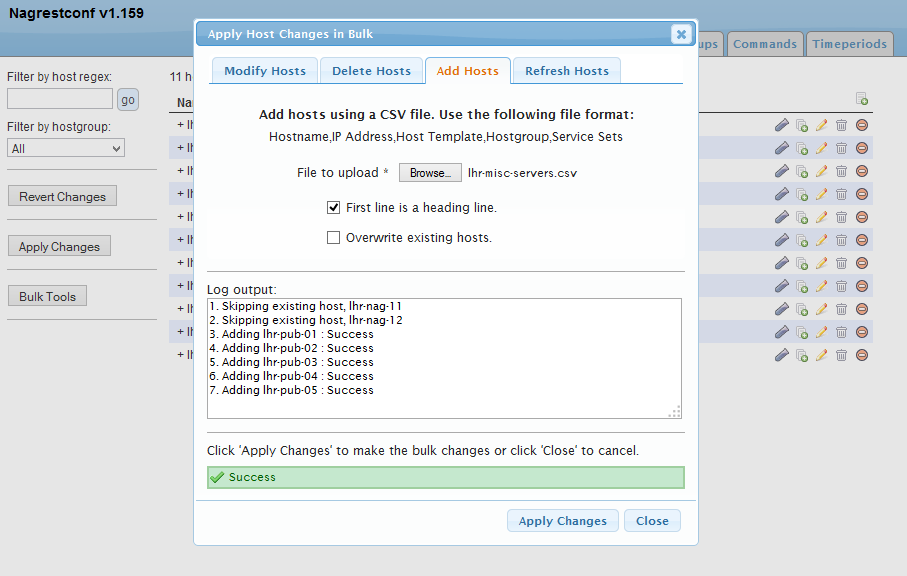 Nagrestconf v1.159
Apply Host Changes in Bulk
ups Commands Timeperiods
Modify Hosts Delete Hosts Add Hosts Refresh Hosts
Filter by host regex:
go
Filter by hostgroup:
All
Revert Changes
Apply Changes
Bulk Tools
11 h
Na
+ lh
+ lh
+ lh
+ lh
+ lh
+ lh
+ lh
+ lh
+ lh
+ lh
+ lh
Add hosts using a CSV file. Use the following file format:
Hostname,IP Address,Host Template,Hostgroup,Service Sets
File to upload * Browse... lhr-misc-servers.csv
First line is a heading line.
Overwrite existing hosts.
Log output:
1. Skipping existing host, lhr-nag-11
2. Skipping existing host, lhr-nag-12
3. Adding lhr-pub-01 : Success
4. Adding lhr-pub-02 : Success
5. Adding lhr-pub-03 : Success
6. Adding lhr-pub-04 : Success
7. Adding lhr-pub-05 : Success
Click 'Apply Changes' to make the bulk changes or click 'Close' to cancel.
Success
Apply Changes Close